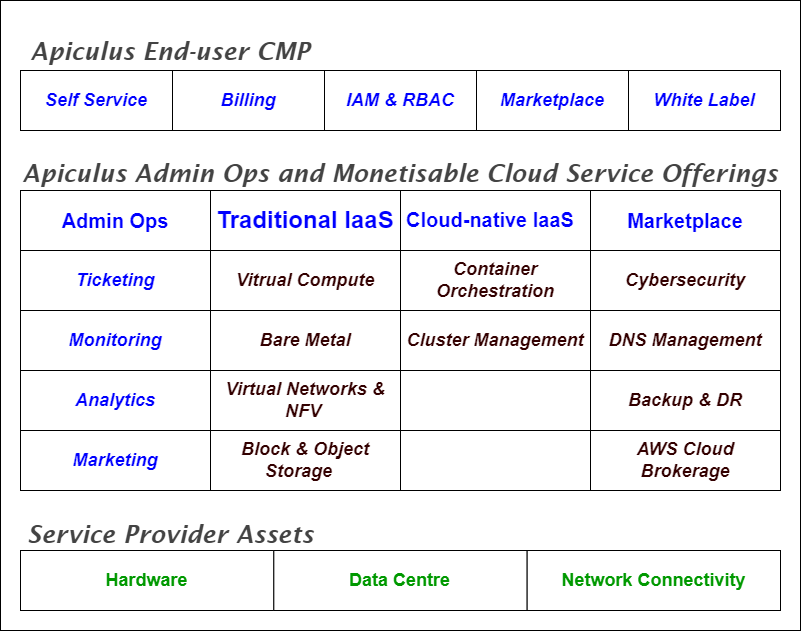 Apiculus End-user CMP
Self Service
Billing
IAM & RBAC
Marketplace
White Label
Apiculus Admin Ops and Monetisable Cloud Service Offerings
Admin Ops
Traditional IaaS
Cloud-native IaaS
Marketplace
Ticketing
Vitrual Compute
Container
Orchestration
Cybersecurity
Monitoring
Bare Metal
Cluster Management
DNS Management
Analytics
Virtual Networks &
NFV
Backup & DR
Marketing
Block & Object
Storage
AWS Cloud
Brokerage
Service Provider Assets
Hardware
Data Centre
Network Connectivity